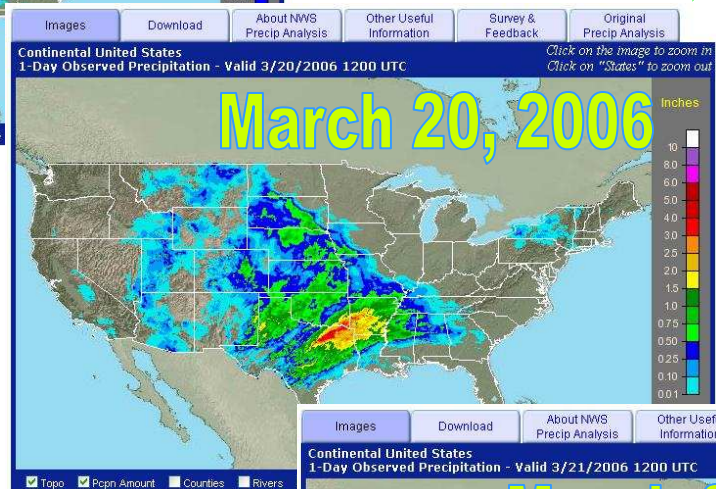 Images
Download
About NWS
Precip Analysis
Other Useful
Information
Survey &
Feedback
Original
Precip Analysis
Continental United States
1-Day Observed Precipitation - Valid 3/20/2006 1200 UTC
Click on the image to zoom in
Click on "States" to zoom out
March 20, 2006
Inches
10
8.0
6.0
5.0
4.0
3.0
2.5
2.0
1.5
1.0
0.75
0.50
0.25
0.10
0.01
Topo
Pcpn Amount
Counties
Rivers
Images
Download
About NWS
Precip Analysis
Other Usef
Information
Continental United States
1-Day Observed Precipitation - Valid 3/21/2006 1200 UTC